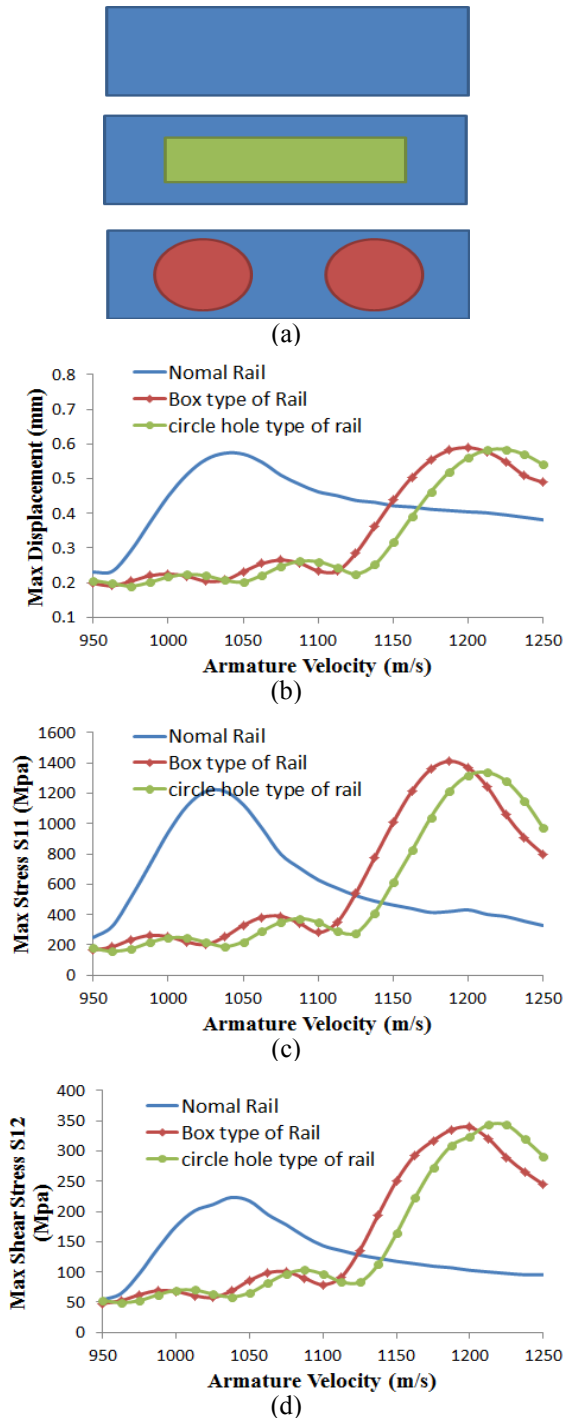 (a)
Nomal Rail
Box type of Rail
circle hole type of rail
Max Displacement (mm)
0.8
0.7
0.6
0.5
0.4
0.3
0.2
0.1
950 1000 1050 1100 1150 1200 1250
Armature Velocity (m/s)
(b)
Nomal Rail
Box type of Rail
circle hole type of rail
Max Stress S11 (Mpa)
1600
1400
1200
1000
800
600
400
200
0
950 1000 1050 1100 1150 1200 1250
Armature Velocity (m/s)
(c)
Nomal Rail
Box type of Rail
circle hole type of rail
Max Shear Stress S12
(Mpa)
400
350
300
250
200
150
100
50
0
950 1000 1050 1100 1150 1200 1250
Armature Velocity (m/s)
(d)